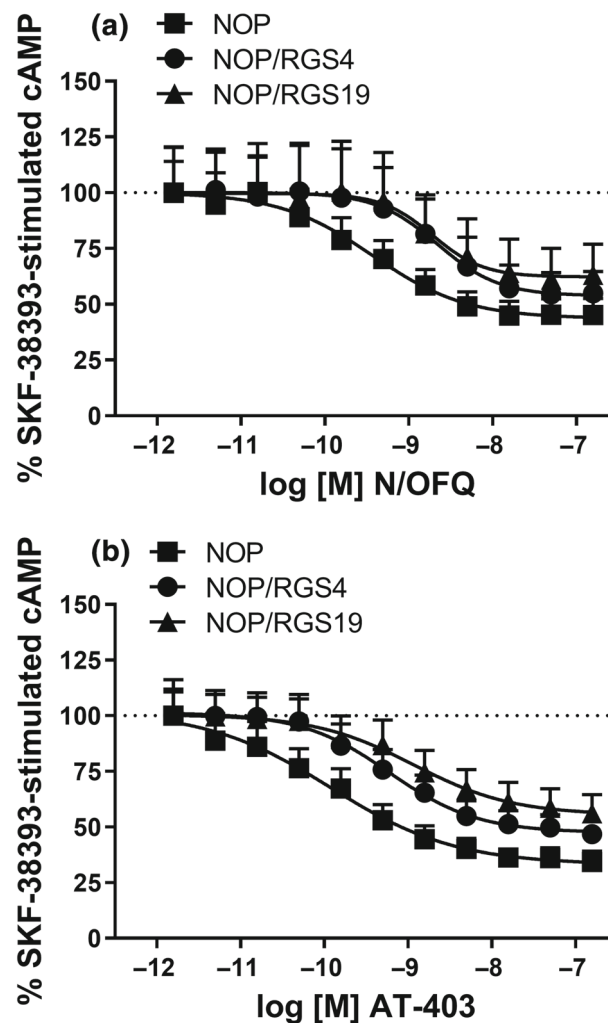 (a)
NOP
NOP/RGS4
NOP/RGS19
% SKF-38393-stimulated cAMP
150
125
100
75
50
25
0
−12 −11 −10 −9 −8 −7
log [M] N/OFQ
(b)
NOP
NOP/RGS4
NOP/RGS19
% SKF-38393-stimulated cAMP
150
125
100
75
50
25
0
−12 −11 −10 −9 −8 −7
log [M] AT-403